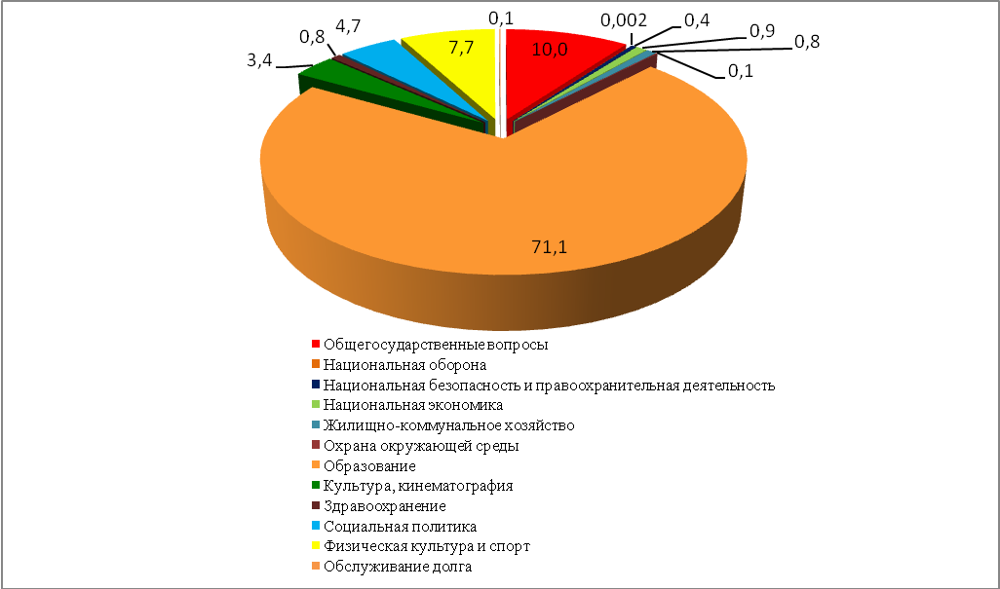 0,1
0,002
0,4
4,7
0,8
0,9
0,8
7,7
10,0
3,4
0,1
71,1
Общегосударственные вопросы
Национальная оборона
Национальная безопасность и правоохранительная деятельность
Национальная экономика
Жилищно-коммунальное хозяйство
Охрана окружающей среды
Образование
Культура, кинематография
Здравоохранение
Социальная политика
Физическая культура и спорт
Обслуживание долга